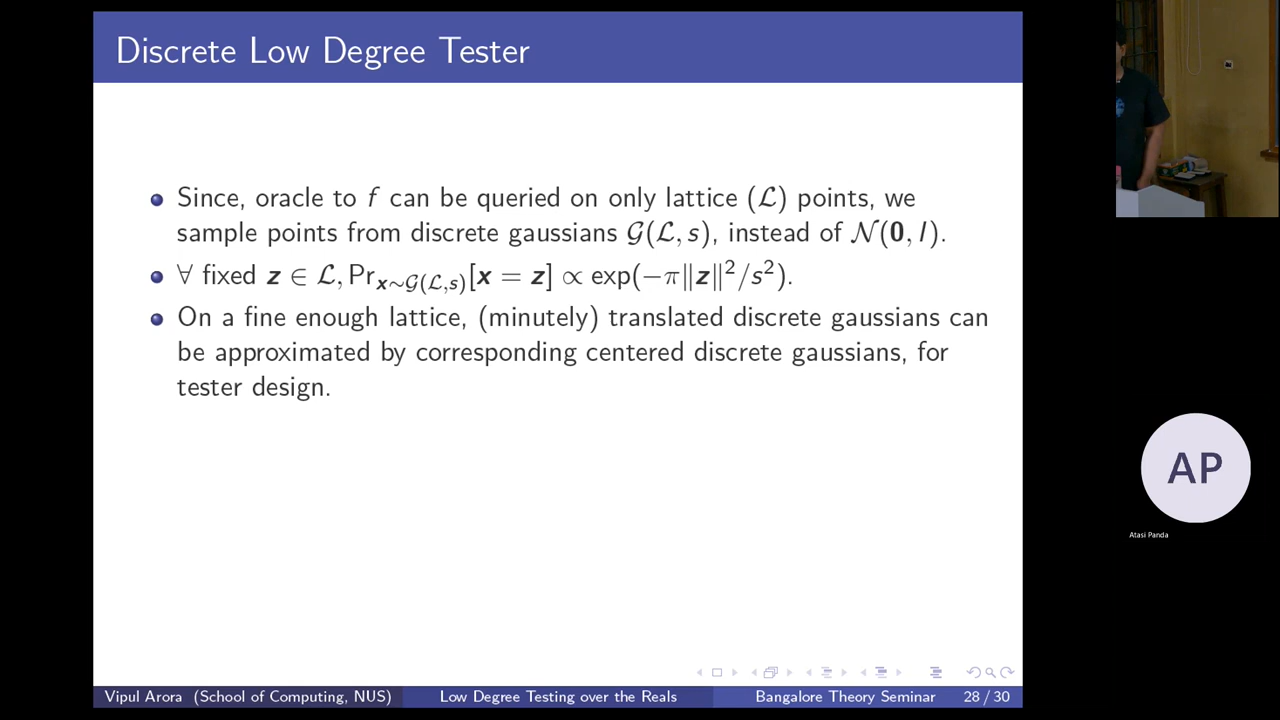 Discrete Low Degree Tester
Since, oracle to f can be queried on only lattice (ℒ) points, we
sample points from discrete gaussians 𝒢(ℒ, s), instead of 𝒩(𝟎, I).
∀ fixed z ∈ ℒ, Pr_{x∼𝒢(ℒ,s)}[x = z] ∝ exp(−π‖z‖²/s²).
On a fine enough lattice, (minutely) translated discrete gaussians can
be approximated by corresponding centered discrete gaussians, for
tester design.
AP
Atasi Panda
Vipul Arora (School of Computing, NUS) Low Degree Testing over the Reals Bangalore Theory Seminar 28 / 30